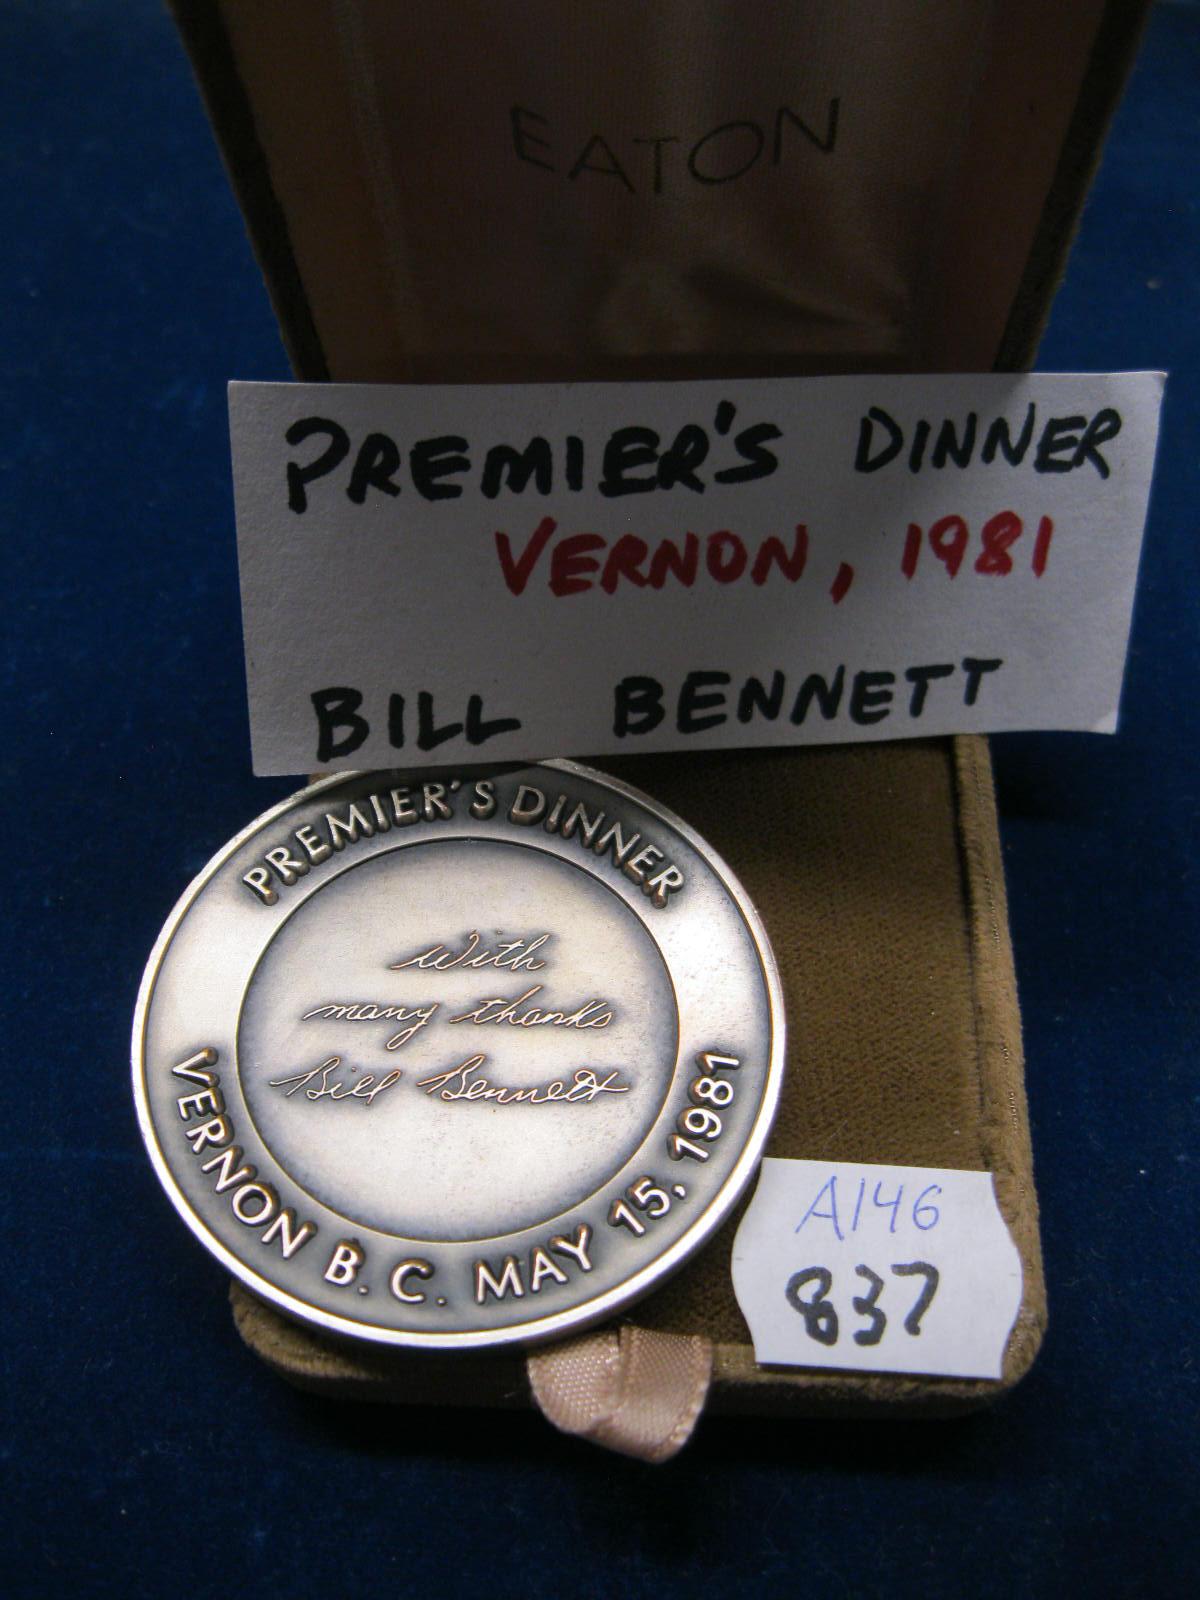 EATON
PREMIER'S DINNER
VERNON, 1981
BILL BENNETT
PREMIER'S DINNER
With
many thanks
Bill Bennett
VERNON B. C. MAY 15, 1981
A146
837